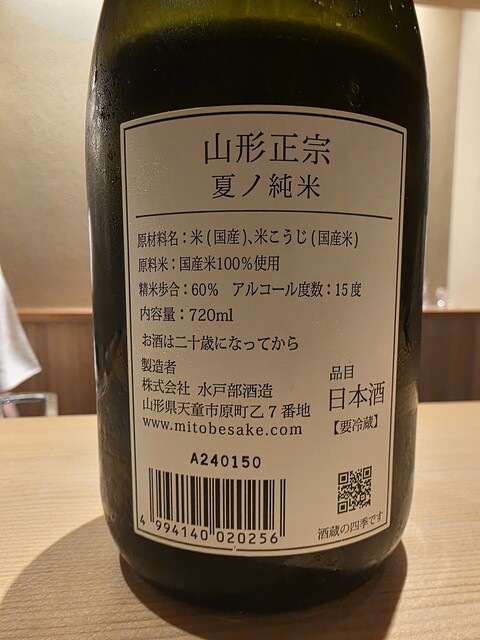 山形正宗
夏ノ純米
原材料名：米(国産)、米こうじ(国産米)
原料米：国産米100％使用
精米歩合：60％　アルコール度数：15度
内容量：720ml
お酒は二十歳になってから
製造者
株式会社 水戸部酒造
山形県天童市原町乙7番地
www.mitobesake.com
品目
日本酒
【要冷蔵】
A240150
4 994140 020256
酒蔵の四季です